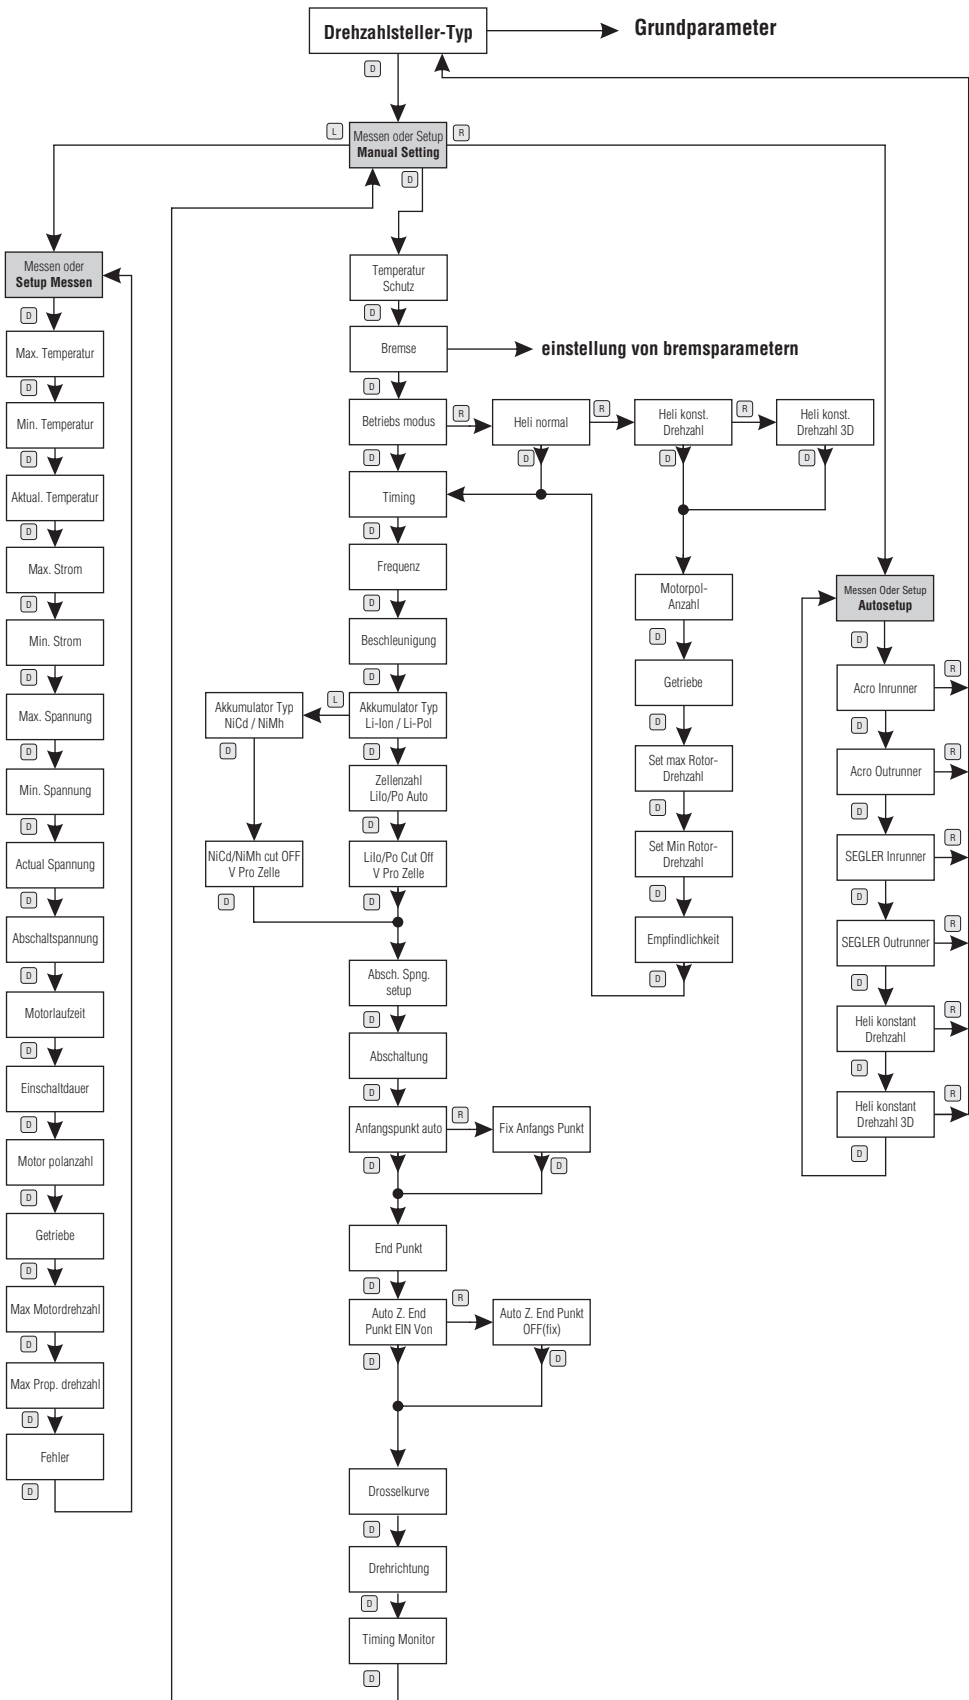 Drehzahlsteller-Typ
Grundparameter
D
L
Messen oder Setup
Manual Setting
R
D
Messen oder
Setup Messen
D
Max. Temperatur
D
Min. Temperatur
D
Aktual. Temperatur
D
Max. Strom
D
Min. Strom
D
Max. Spannung
D
Min. Spannung
D
Actual Spannung
D
Abschaltspannung
D
Motorlaufzeit
D
Einschaltdauer
D
Motor polanzahl
D
Getriebe
D
Max Motordrehzahl
D
Max Prop. drehzahl
D
Fehler
D
Temperatur
Schutz
D
Bremse
einstellung von bremsparametern
D
Betriebs modus
R
Heli normal
R
Heli konst.
Drehzahl
R
Heli konst.
Drehzahl 3D
D
D
D
D
Timing
D
Frequenz
D
Beschleunigung
D
Akkumulator Typ
Li-Ion / Li-Pol
L
Akkumulator Typ
NiCd / NiMh
D
D
Zellenzahl
LiIo/Po Auto
D
NiCd/NiMh cut OFF
V Pro Zelle
LiIo/Po Cut Off
V Pro Zelle
D
D
Absch. Spng.
setup
D
Abschaltung
D
Anfangspunkt auto
R
Fix Anfangs Punkt
D
D
End Punkt
D
Auto Z. End
Punkt EIN Von
R
Auto Z. End Punkt
OFF(fix)
D
D
Drosselkurve
D
Drehrichtung
D
Timing Monitor
D
Motorpol-
Anzahl
D
Getriebe
D
Set max Rotor-
Drehzahl
D
Set Min Rotor-
Drehzahl
D
Empfindlichkeit
D
Messen Oder Setup
Autosetup
D
Acro Inrunner
R
D
Acro Outrunner
R
D
SEGLER Inrunner
R
D
SEGLER Outrunner
R
D
Heli konstant
Drehzahl
R
D
Heli konstant
Drehzahl 3D
R
D